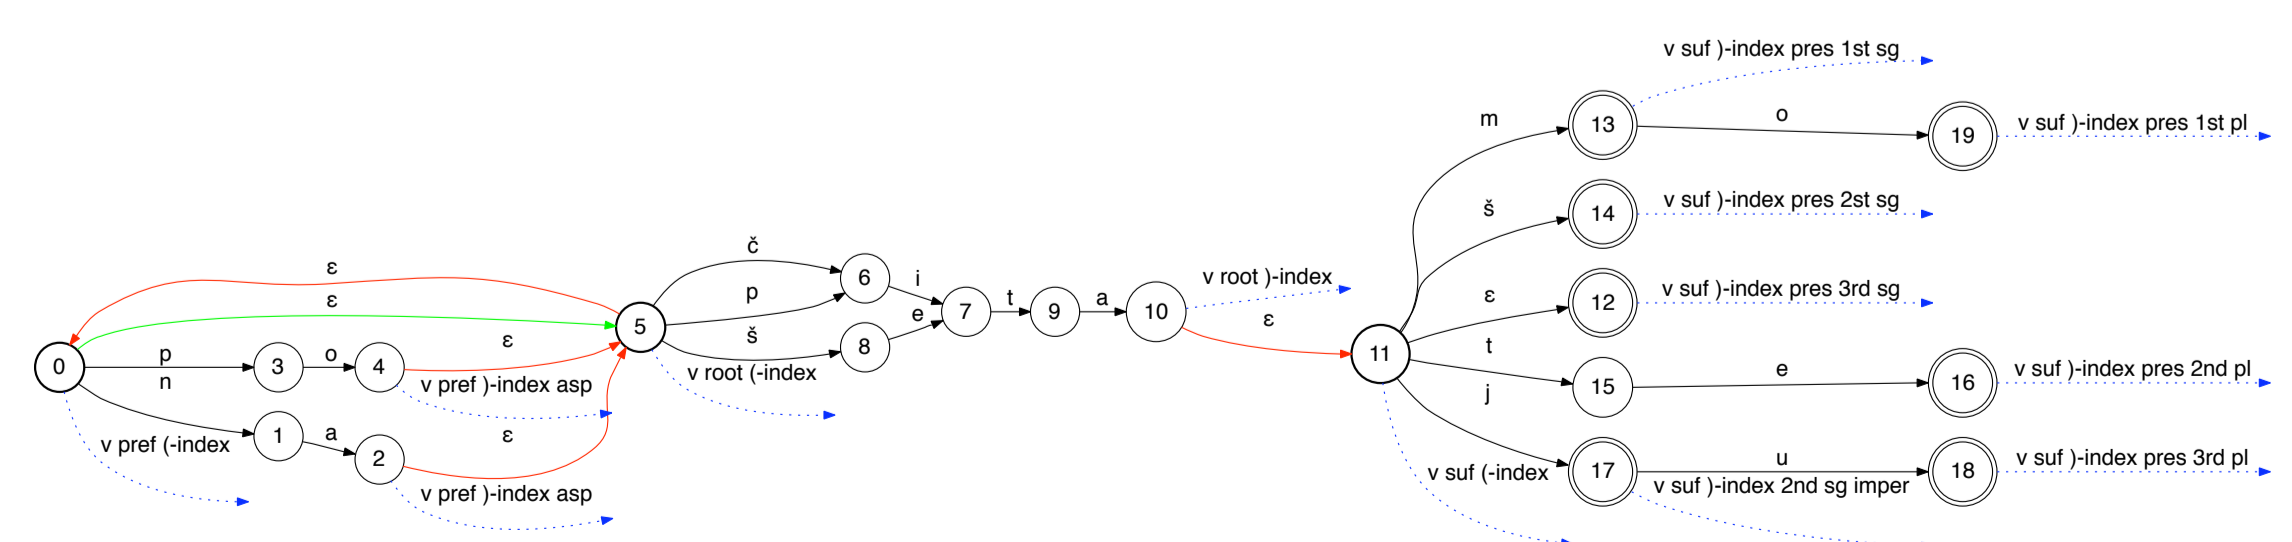 v suf )-index pres 1st sg
m
13
o
19
v suf )-index pres 1st pl
š
14
v suf )-index pres 2st sg
ε
ε
0
p
n
3
o
4
ε
v pref )-index asp
v pref (-index
1
a
2
ε
v pref )-index asp
5
č
p
š
v root (-index
6
i
8
e
7
t
9
a
10
v root )-index
ε
11
ε
12
v suf )-index pres 3rd sg
t
15
e
16
v suf )-index pres 2nd pl
j
v suf (-index
17
u
v suf )-index 2nd sg imper
18
v suf )-index pres 3rd pl